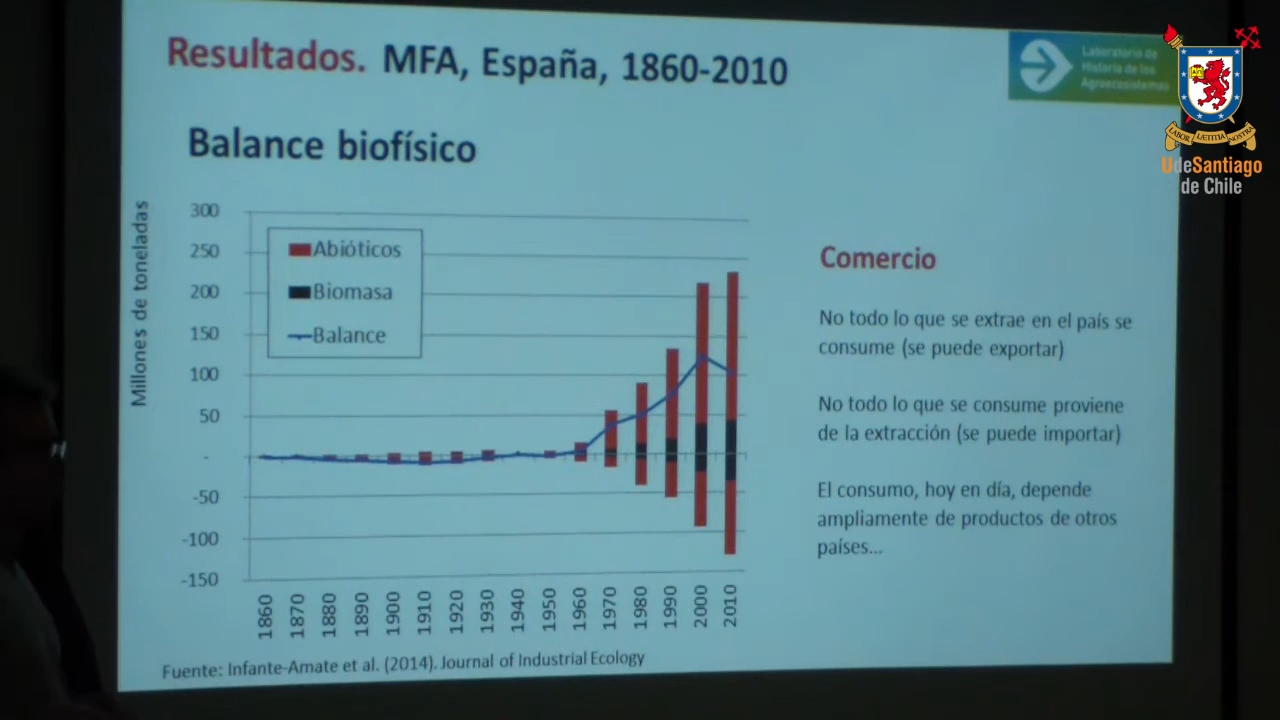 Resultados. MFA, España, 1860-2010
Laboratorio de
Historia de los
Agroecosistemas
LABOR LÆTITIA NOSTRA
UdeSantiago
de Chile
Balance biofísico
Millones de toneladas
300
250
200
150
100
50
-
-50
-100
-150
Abióticos
Biomasa
Balance
1860
1870
1880
1890
1900
1910
1920
1930
1940
1950
1960
1970
1980
1990
2000
2010
Comercio
No todo lo que se extrae en el país se
consume (se puede exportar)
No todo lo que se consume proviene
de la extracción (se puede importar)
El consumo, hoy en día, depende
ampliamente de productos de otros
países...
Fuente: Infante-Amate et al. (2014). Journal of Industrial Ecology